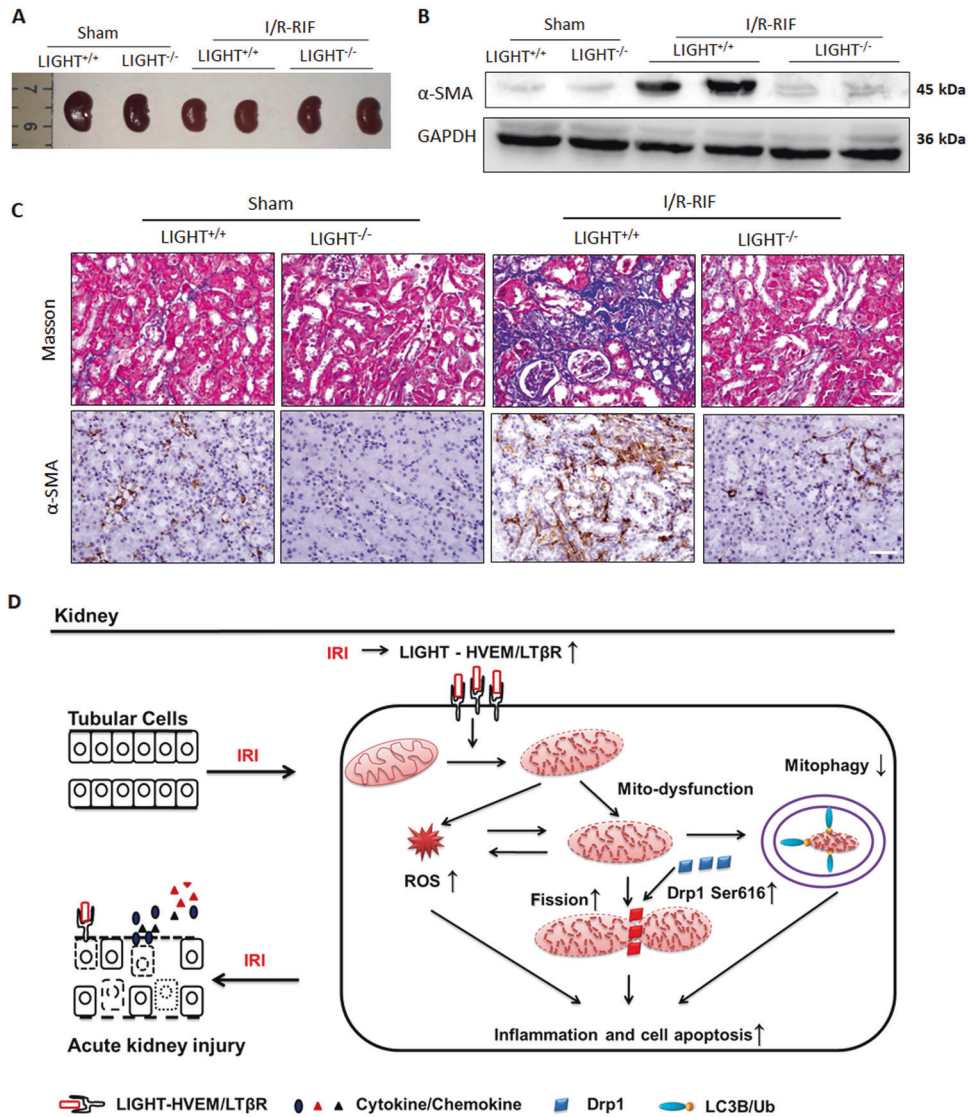 A
Sham
I/R-RIF
LIGHT+/+
LIGHT-/-
LIGHT+/+
LIGHT-/-
7
6
B
Sham
I/R-RIF
LIGHT+/+
LIGHT-/-
LIGHT+/+
LIGHT-/-
α-SMA
45 kDa
GAPDH
36 kDa
C
Sham
I/R-RIF
LIGHT+/+
LIGHT-/-
LIGHT+/+
LIGHT-/-
Masson
α-SMA
D
Kidney
IRI → LIGHT - HVEM/LTβR ↑
Tubular Cells
IRI
Mitophagy ↓
Mito-dysfunction
ROS ↑
Fission ↑
Drp1 Ser616 ↑
IRI
Inflammation and cell apoptosis ↑
Acute kidney injury
LIGHT-HVEM/LTβR
Cytokine/Chemokine
Drp1
LC3B/Ub